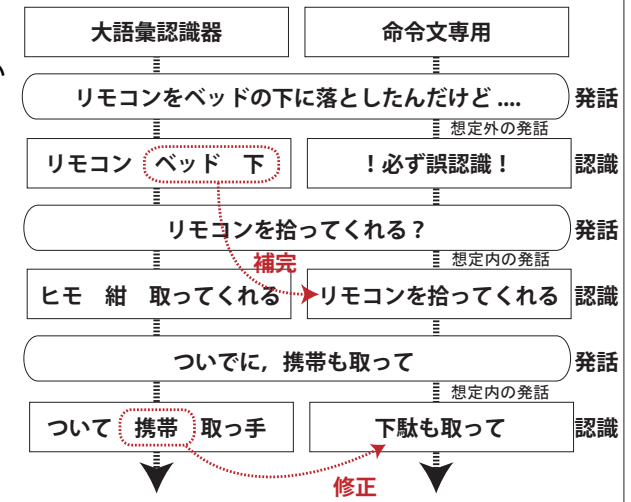 大語彙認識器 命令文専用
リモコンをベッドの下に落としたんだけど .... 発話
想定外の発話
リモコン ベッド 下 ！必ず誤認識！ 認識
リモコンを拾ってくれる？ 発話
補完 想定内の発話
ヒモ 紺 取ってくれる リモコンを拾ってくれる 認識
ついでに，携帯も取って 発話
想定内の発話
ついて 携帯 取っ手 下駄も取って 認識
修正